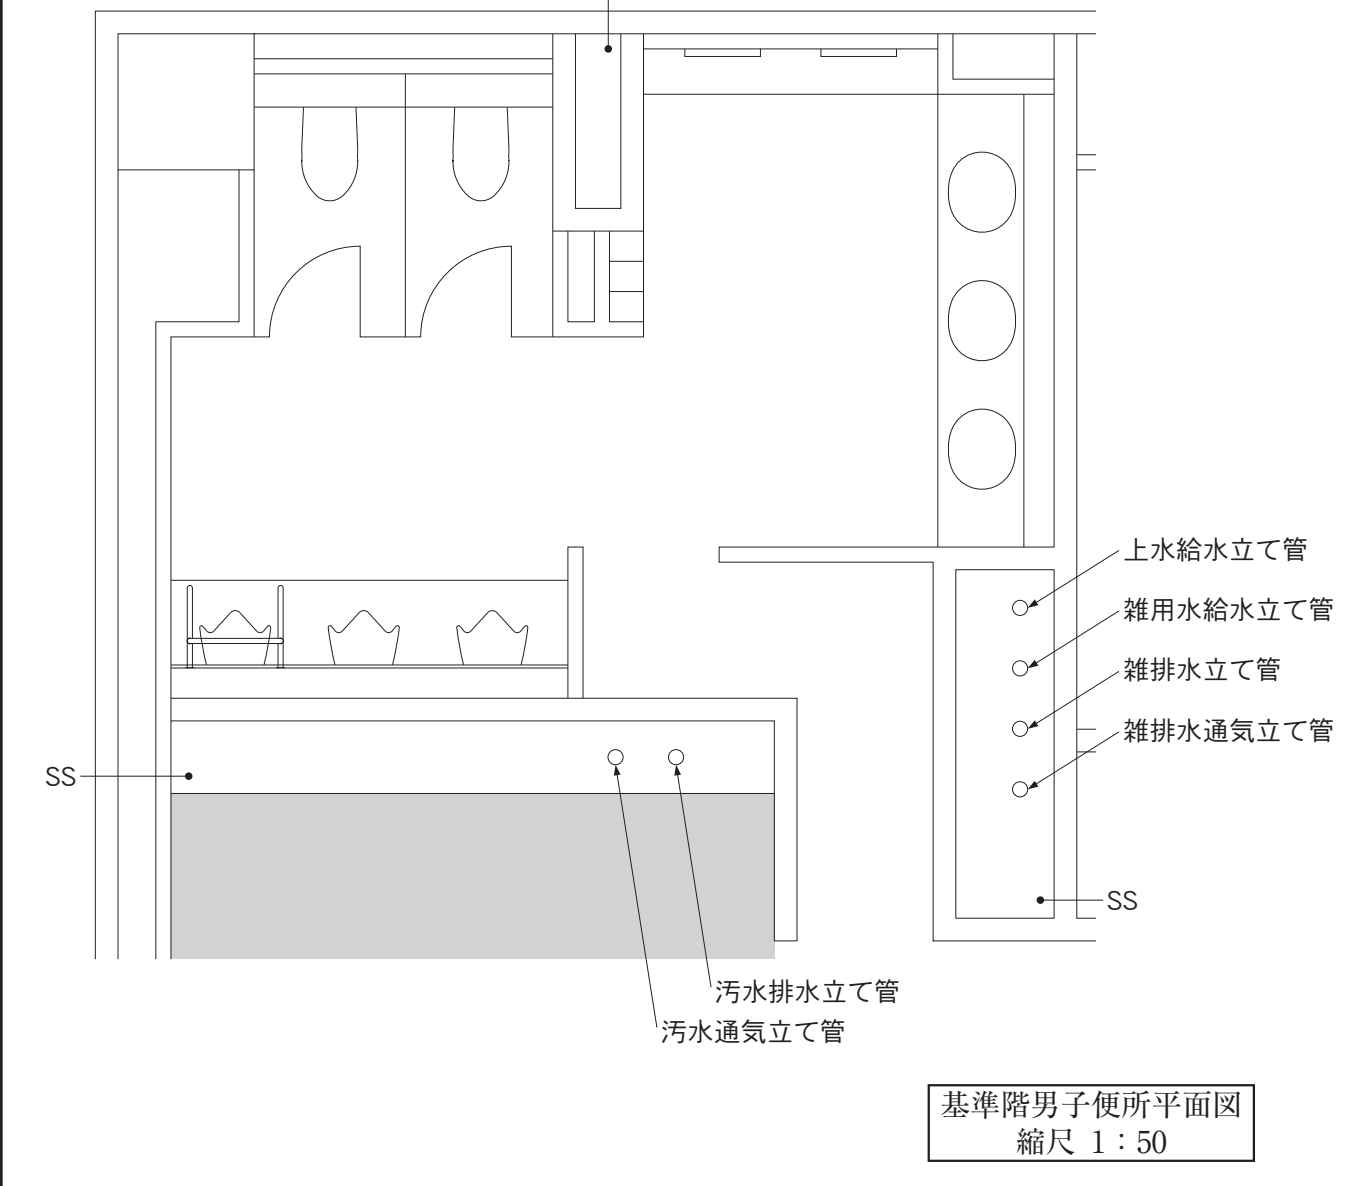 上水給水立て管
雑用水給水立て管
雑排水立て管
雑排水通気立て管
SS
SS
汚水排水立て管
汚水通気立て管
基準階男子便所平面図
縮尺 1：50